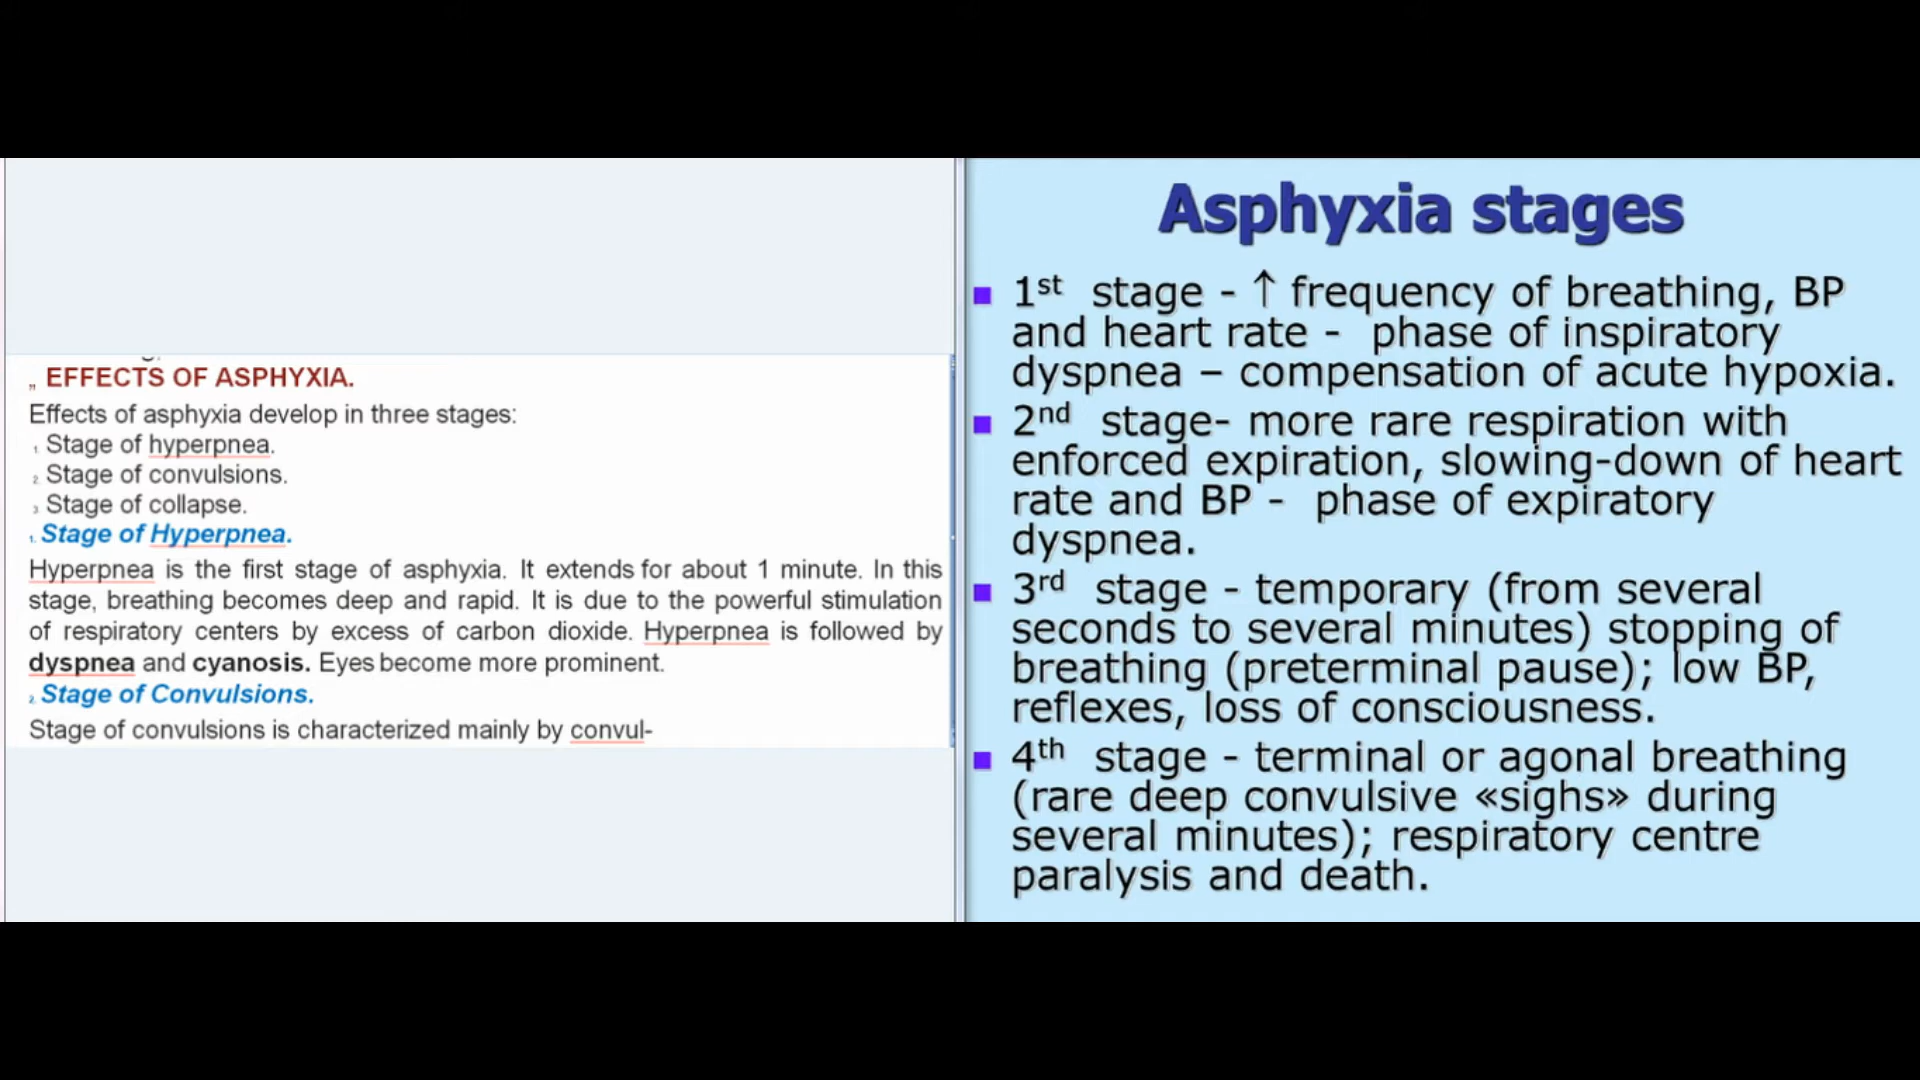 „ EFFECTS OF ASPHYXIA.
Effects of asphyxia develop in three stages:
1. Stage of hyperpnea.
2. Stage of convulsions.
3. Stage of collapse.
1. Stage of Hyperpnea.
Hyperpnea is the first stage of asphyxia. It extends for about 1 minute. In this
stage, breathing becomes deep and rapid. It is due to the powerful stimulation
of respiratory centers by excess of carbon dioxide. Hyperpnea is followed by
dyspnea and cyanosis. Eyes become more prominent.
2. Stage of Convulsions.
Stage of convulsions is characterized mainly by convul-
Asphyxia stages
■ 1st stage - ↑ frequency of breathing, BP
and heart rate - phase of inspiratory
dyspnea – compensation of acute hypoxia.
■ 2nd stage- more rare respiration with
enforced expiration, slowing-down of heart
rate and BP - phase of expiratory
dyspnea.
■ 3rd stage - temporary (from several
seconds to several minutes) stopping of
breathing (preterminal pause); low BP,
reflexes, loss of consciousness.
■ 4th stage - terminal or agonal breathing
(rare deep convulsive «sighs» during
several minutes); respiratory centre
paralysis and death.